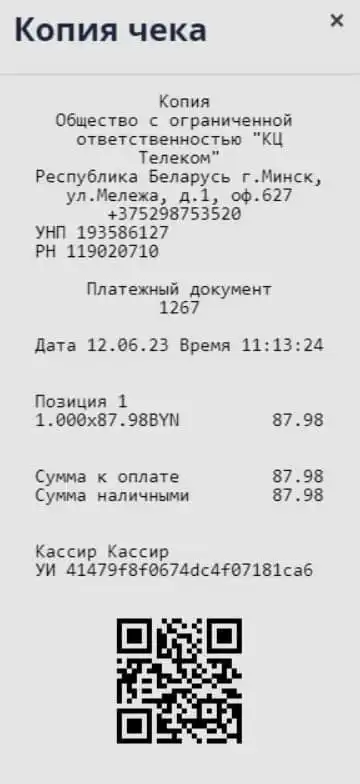 Копия чека
×
Копия
Общество с ограниченной
ответственностью "КЦ
Телеком"
Республика Беларусь г.Минск,
ул.Мележа, д.1, оф.627
+375298753520
УНП 193586127
РН 119020710
Платежный документ
1267
Дата 12.06.23 Время 11:13:24
Позиция 1
1.000x87.98BYN 87.98
Сумма к оплате 87.98
Сумма наличными 87.98
Кассир Кассир
УИ 41479f8f0674dc4f07181ca6